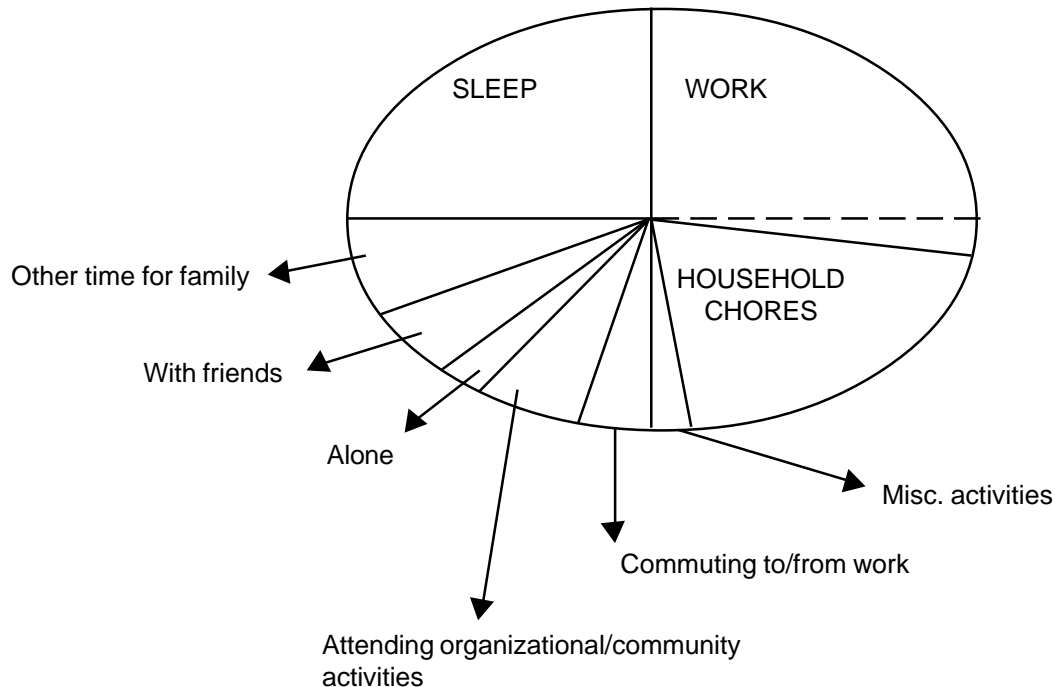 SLEEP
WORK
Other time for family
HOUSEHOLD
CHORES
With friends
Alone
Misc. activities
Commuting to/from work
Attending organizational/community
activities